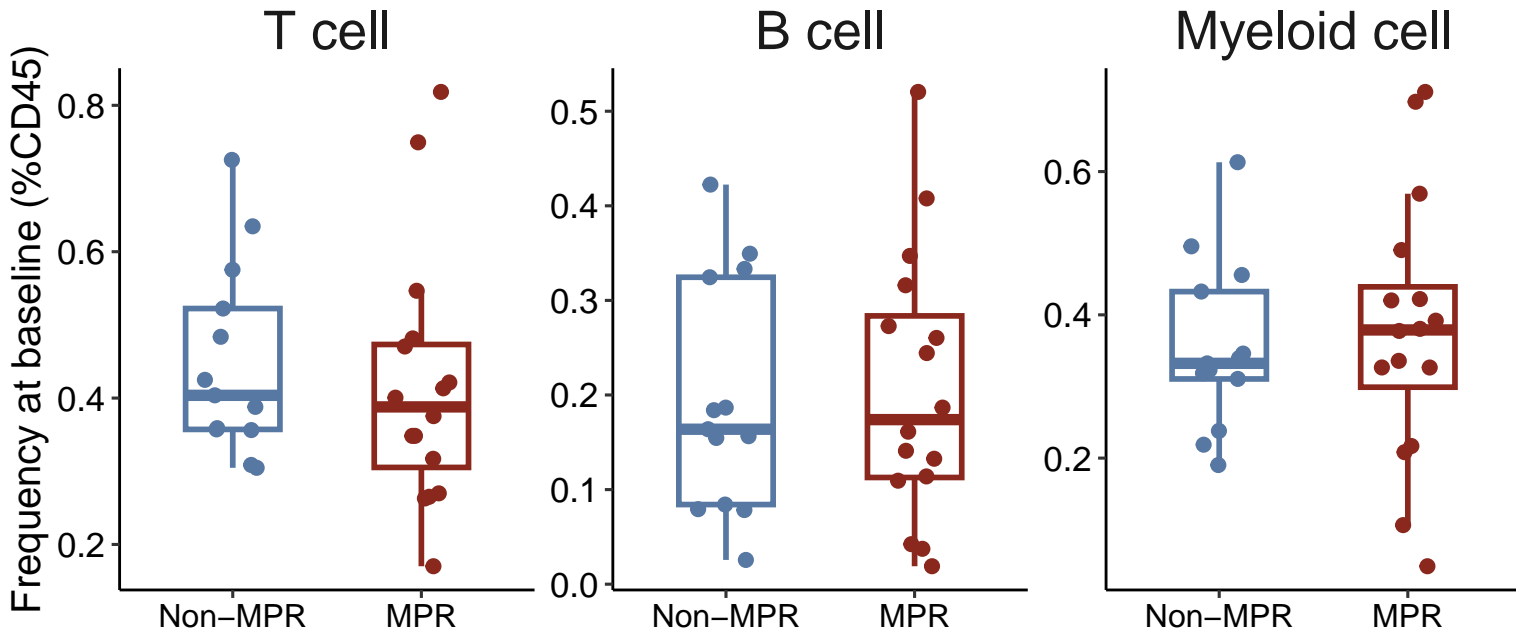 T cell
B cell
Myeloid cell
Frequency at baseline (%CD45)
0.8
0.6
0.4
0.2
Non−MPR
MPR
0.5
0.4
0.3
0.2
0.1
0.0
Non−MPR
MPR
0.6
0.4
0.2
Non−MPR
MPR